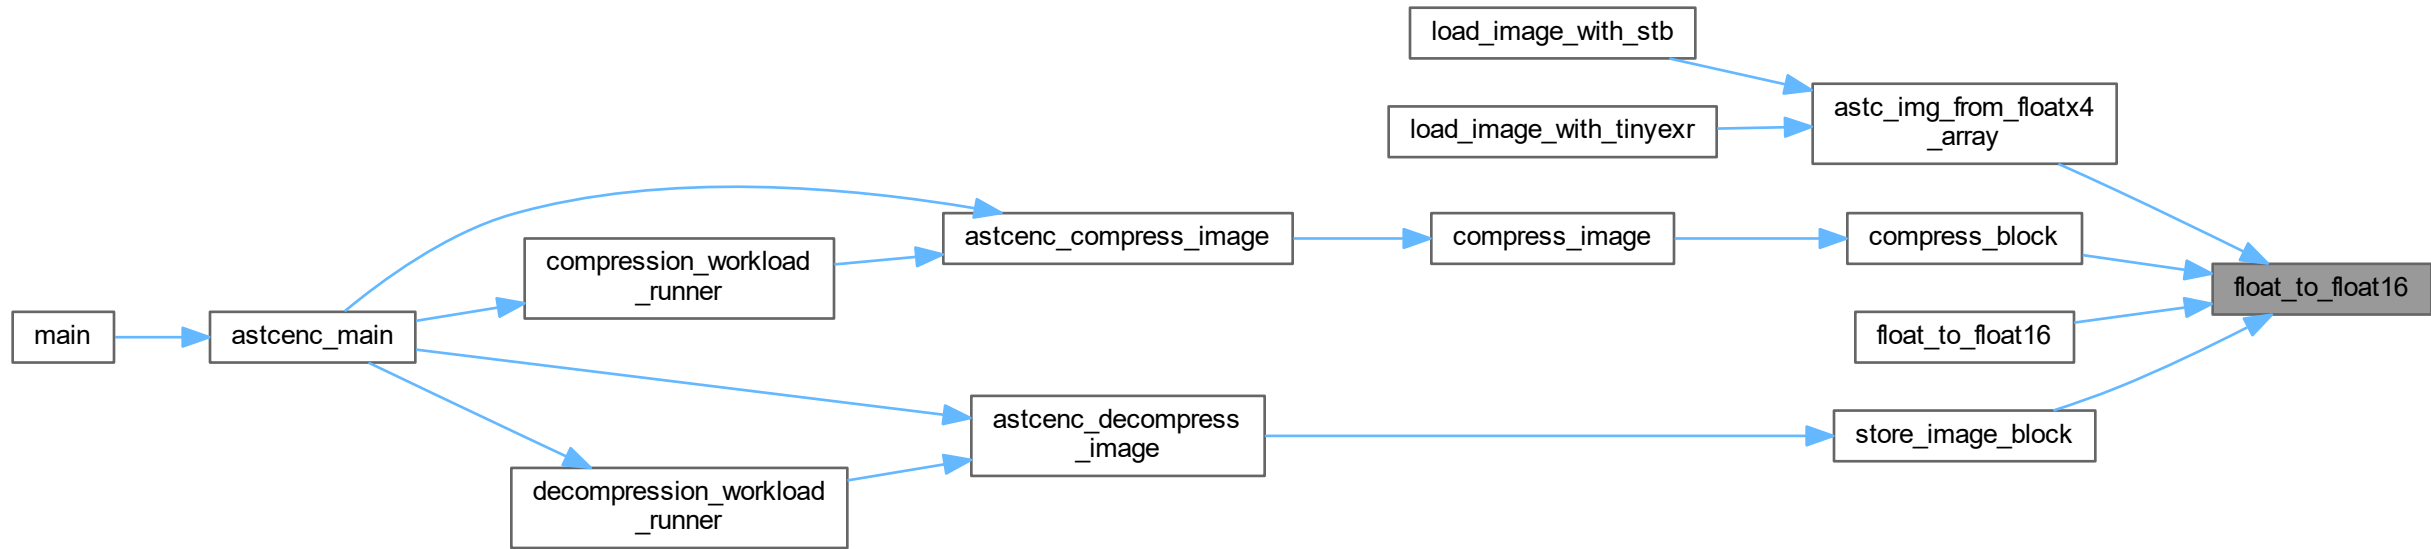 load_image_with_stb
astc_img_from_floatx4
_array
load_image_with_tinyexr
astcenc_compress_image
compress_image
compress_block
compression_workload
_runner
float_to_float16
main
astcenc_main
float_to_float16
astcenc_decompress
_image
store_image_block
decompression_workload
_runner